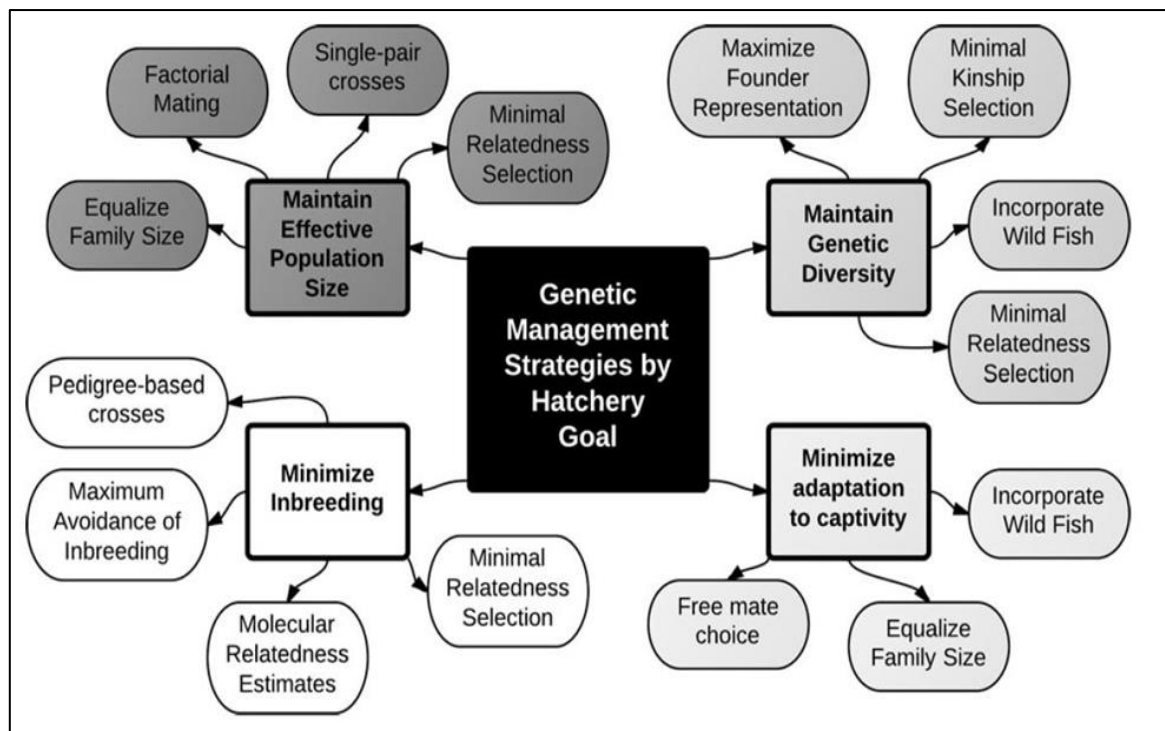 Factorial
Mating
Single-pair
crosses
Minimal
Relatedness
Selection
Equalize
Family Size
Maintain
Effective
Population
Size
Maximize
Founder
Representation
Minimal
Kinship
Selection
Maintain
Genetic
Diversity
Incorporate
Wild Fish
Minimal
Relatedness
Selection
Genetic
Management
Strategies by
Hatchery
Goal
Pedigree-based
crosses
Minimize
Inbreeding
Maximum
Avoidance of
Inbreeding
Molecular
Relatedness
Estimates
Minimal
Relatedness
Selection
Minimize
adaptation
to captivity
Incorporate
Wild Fish
Free mate
choice
Equalize
Family Size